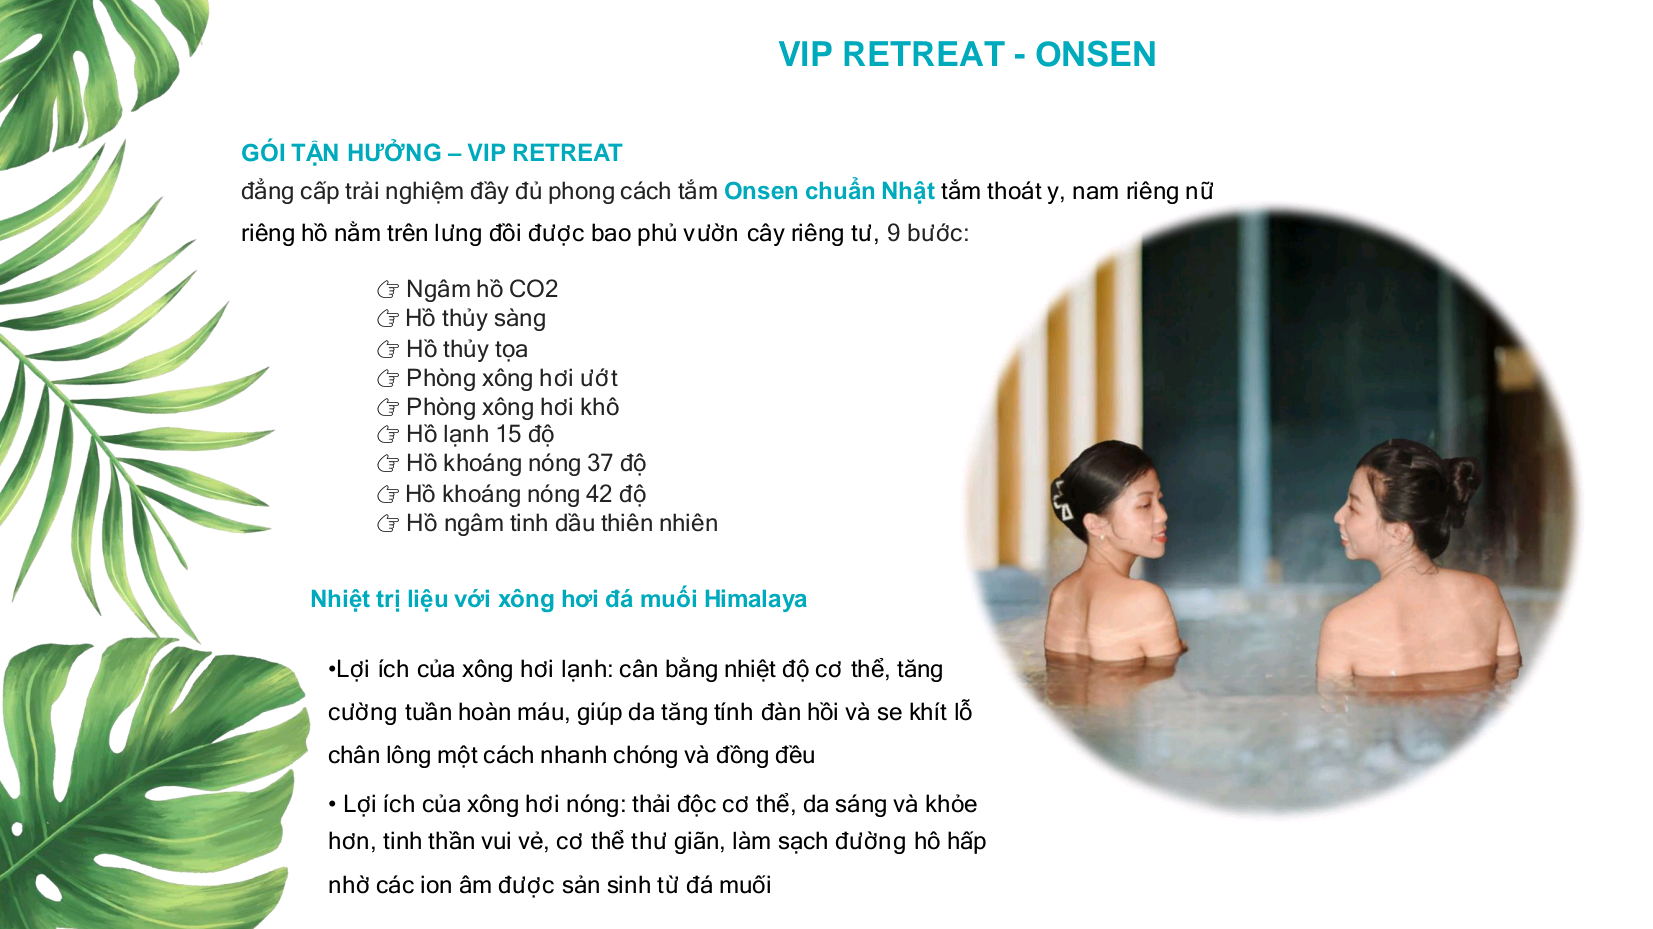 VIP RETREAT - ONSEN
GÓI TẬN HƯỞNG – VIP RETREAT
đẳng cấp trải nghiệm đầy đủ phong cách tắm Onsen chuẩn Nhật tắm thoát y, nam riêng nữ
riêng hồ nằm trên lưng đồi được bao phủ vườn cây riêng tư, 9 bước:
👉 Ngâm hồ CO2
👉 Hồ thủy sàng
👉 Hồ thủy tọa
👉 Phòng xông hơi ướt
👉 Phòng xông hơi khô
👉 Hồ lạnh 15 độ
👉 Hồ khoáng nóng 37 độ
👉 Hồ khoáng nóng 42 độ
👉 Hồ ngâm tinh dầu thiên nhiên
Nhiệt trị liệu với xông hơi đá muối Himalaya
•Lợi ích của xông hơi lạnh: cân bằng nhiệt độ cơ thể, tăng
cường tuần hoàn máu, giúp da tăng tính đàn hồi và se khít lỗ
chân lông một cách nhanh chóng và đồng đều
• Lợi ích của xông hơi nóng: thải độc cơ thể, da sáng và khỏe
hơn, tinh thần vui vẻ, cơ thể thư giãn, làm sạch đường hô hấp
nhờ các ion âm được sản sinh từ đá muối